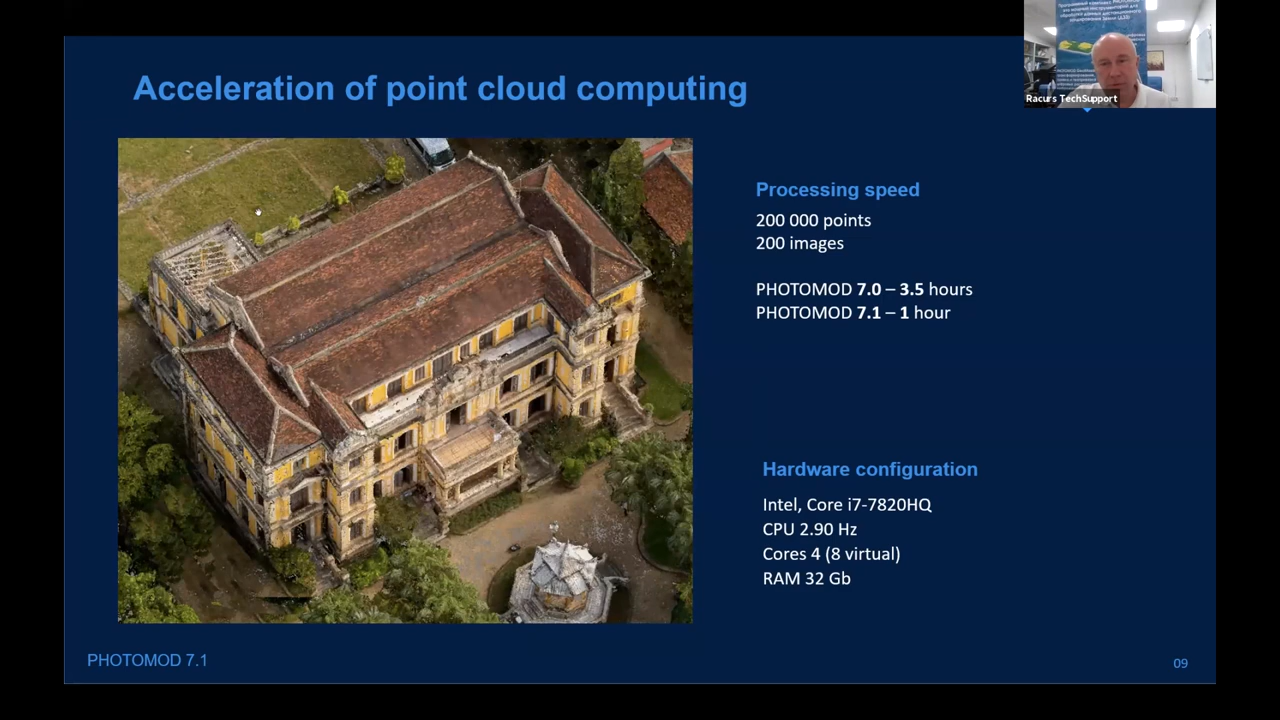 Acceleration of point cloud computing
Racurs TechSupport
Processing speed
200 000 points
200 images
PHOTOMOD 7.0 – 3.5 hours
PHOTOMOD 7.1 – 1 hour
Hardware configuration
Intel, Core i7-7820HQ
CPU 2.90 Hz
Cores 4 (8 virtual)
RAM 32 Gb
PHOTOMOD 7.1
09